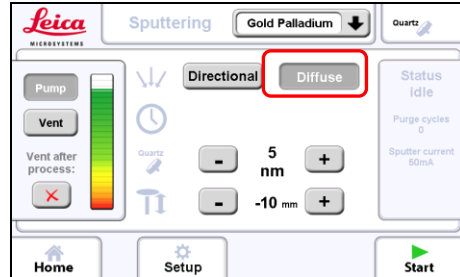 Leica
MICROSYSTEMS
Sputtering
Gold Palladium
Quartz
Pump
Vent
Vent after
process:
Directional
Diffuse
Quartz
- 5 +
nm
- -10 mm +
Status
idle
Purge cycles
0
Sputter current
50mA
Home
Setup
Start